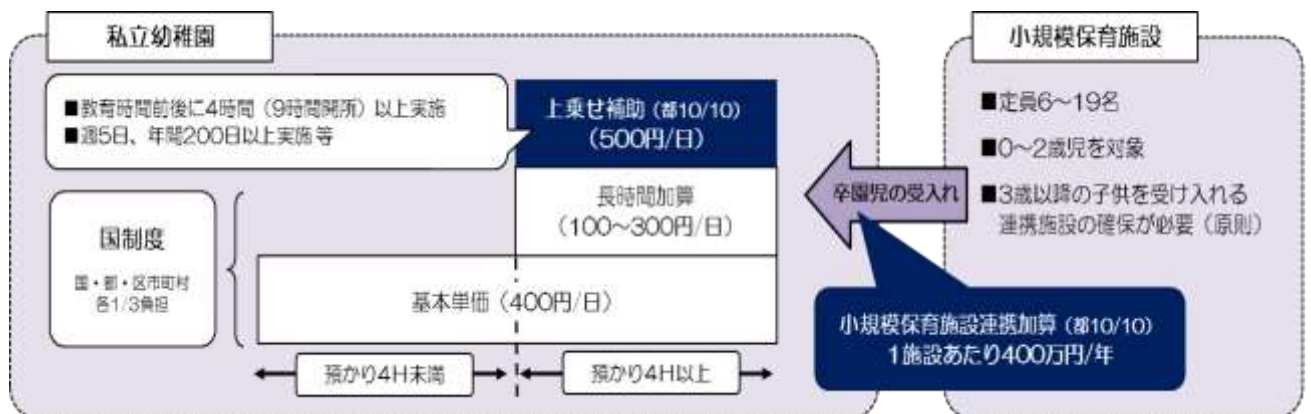 私立幼稚園
■教育時間前後に4時間（9時間開所）以上実施
■週5日、年間200日以上実施 等
上乗せ補助（都10/10）
（500円/日）
長時間加算
（100～300円/日）
国制度
国・都・区市町村
各1/3負担
基本単価（400円/日）
預かり4H未満
預かり4H以上
小規模保育施設
■定員6～19名
■0～2歳児を対象
■3歳以降の子供を受け入れる
連携施設の確保が必要（原則）
卒園児の受入れ
小規模保育施設連携加算（都10/10）
1施設あたり400万円/年